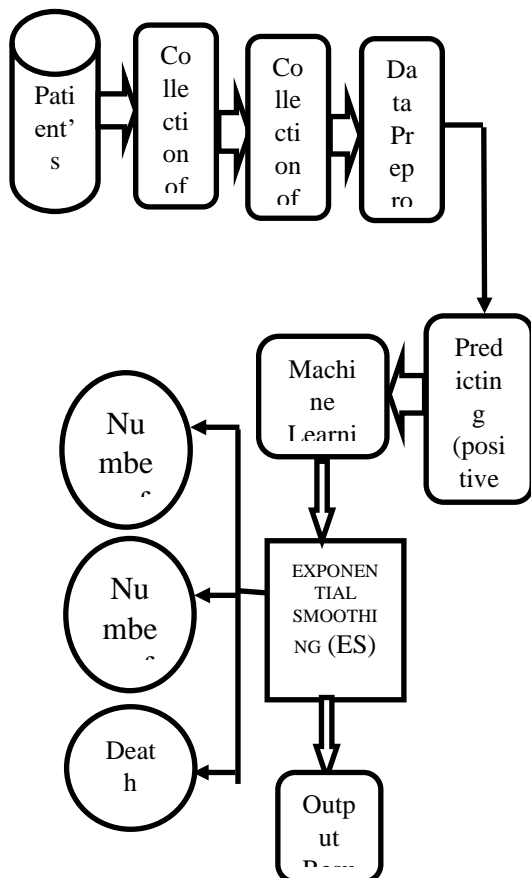 Pati
ent’
s
Co
lle
cti
on
of
Co
lle
cti
on
of
Da
ta
Pr
ep
ro
Pred
ictin
g
(posi
tive
Machi
ne
Learni
Nu
mbe
Nu
mbe
Deat
h
EXPONEN
TIAL
SMOOTHI
NG (ES)
Outp
ut